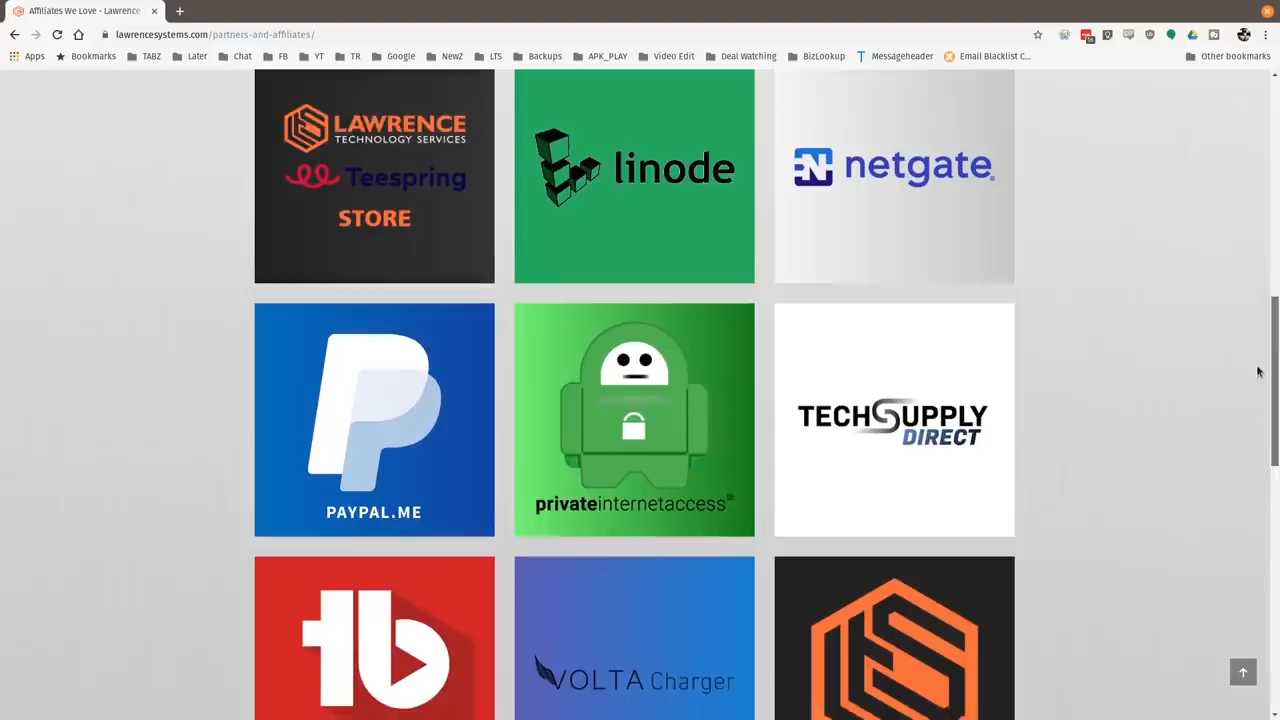 Affiliates We Love - Lawrence
lawrencesystems.com/partners-and-affiliates/
Apps Bookmarks TABZ Later Chat FB YT TR Google NewZ LTS Backups APK_PLAY Video Edit Deal Watching BizLookup Messageheader Email Blacklist C... Other bookmarks
LAWRENCE
TECHNOLOGY SERVICES
Teespring
STORE
linode
netgate®
PAYPAL.ME
privateinternetaccess®
TECHSUPPLY
DIRECT
tb
VOLTA Charger